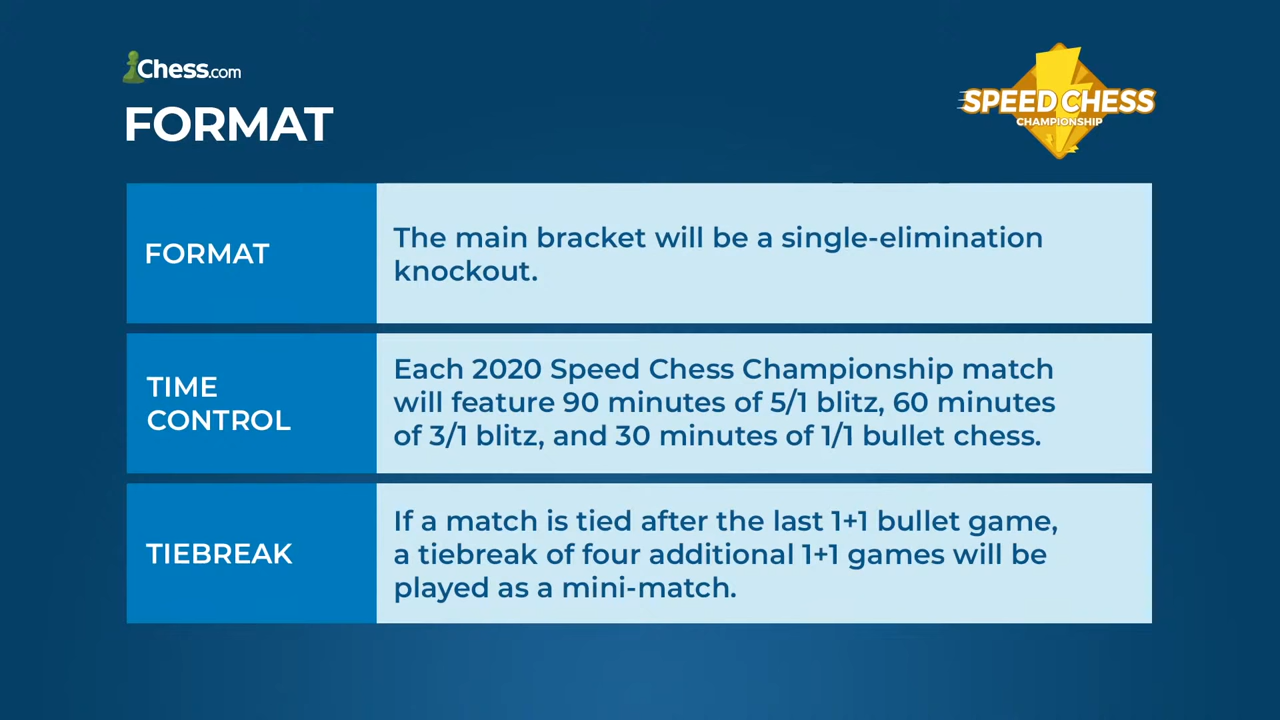 Chess.com
FORMAT
SPEED CHESS
CHAMPIONSHIP
FORMAT
The main bracket will be a single-elimination
knockout.
TIME
CONTROL
Each 2020 Speed Chess Championship match
will feature 90 minutes of 5/1 blitz, 60 minutes
of 3/1 blitz, and 30 minutes of 1/1 bullet chess.
TIEBREAK
If a match is tied after the last 1+1 bullet game,
a tiebreak of four additional 1+1 games will be
played as a mini-match.